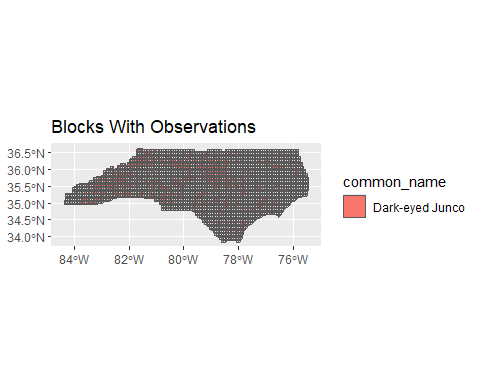 Blocks With Observations
36.5°N
36.0°N
35.5°N
35.0°N
34.5°N
34.0°N
84°W 82°W 80°W 78°W 76°W
common_name
Dark-eyed Junco